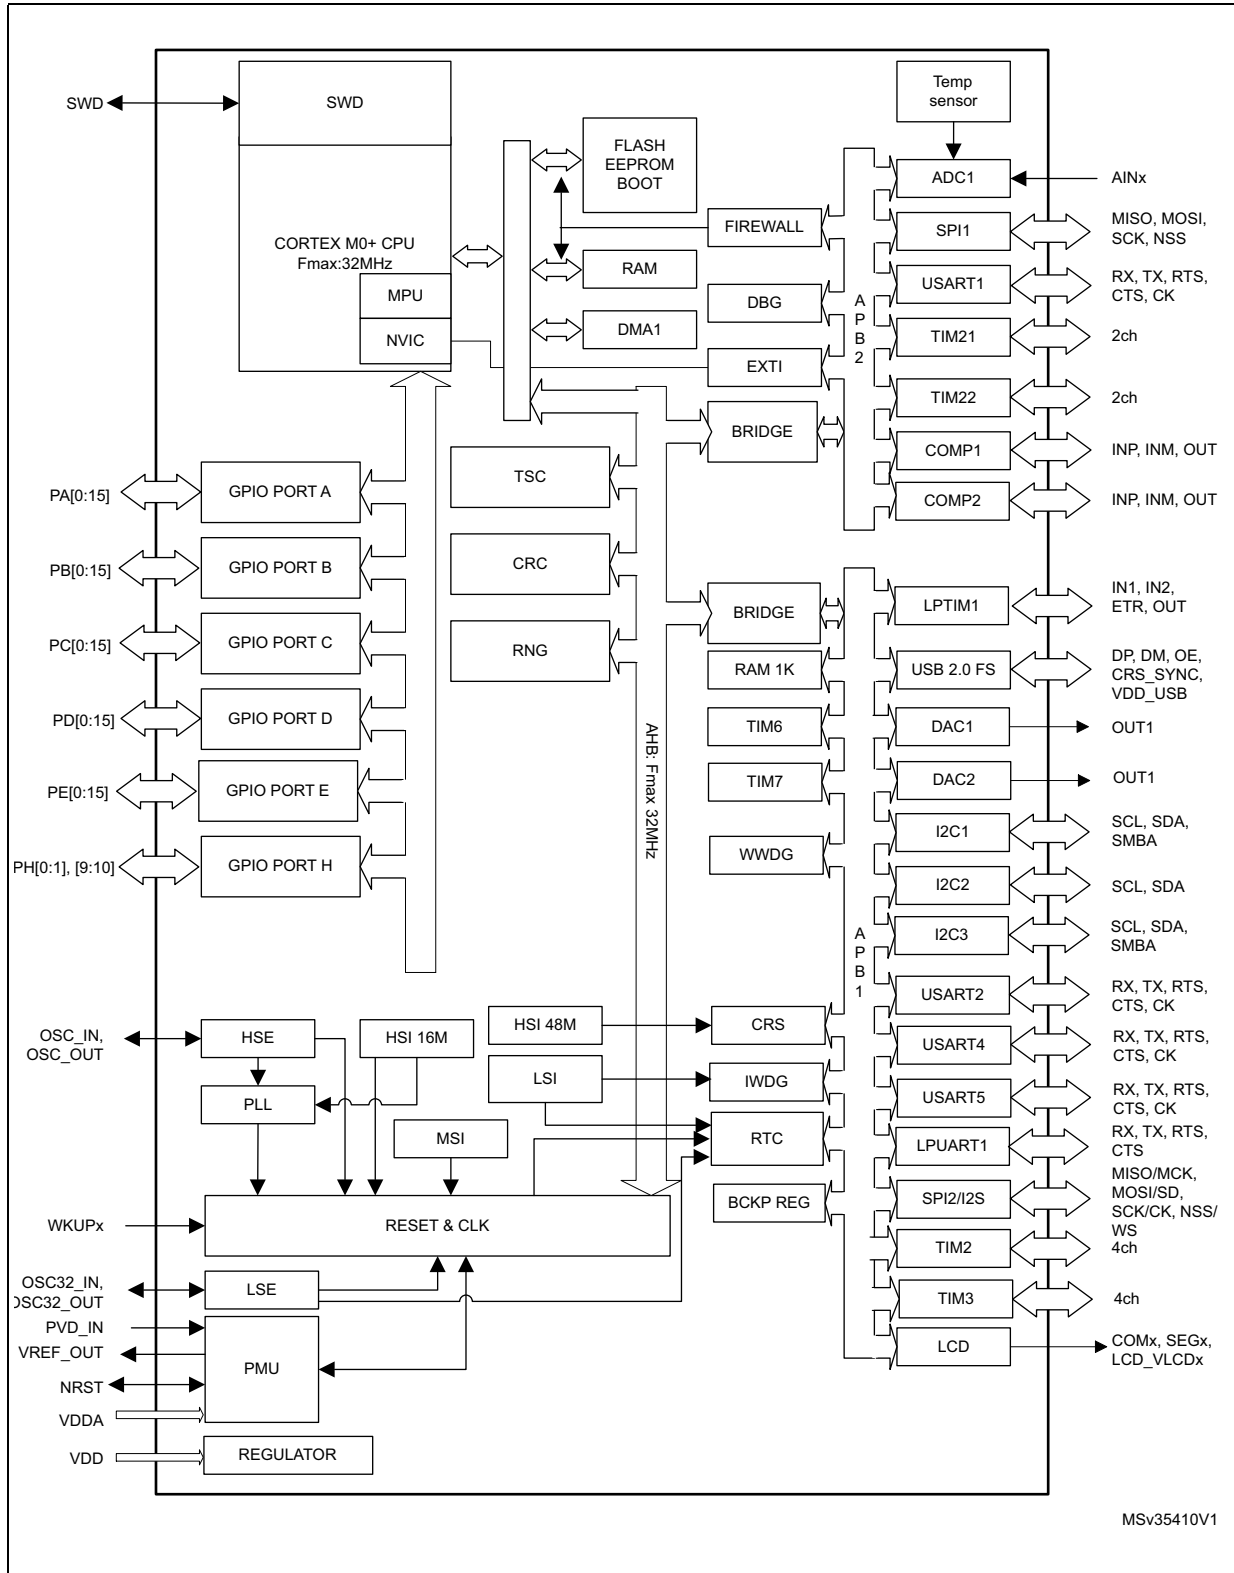 SWD
SWD
CORTEX M0+ CPU
Fmax:32MHz
MPU
NVIC
FLASH
EEPROM
BOOT
RAM
DMA1
FIREWALL
DBG
EXTI
BRIDGE
A
P
B
2
Temp
sensor
ADC1
AINx
SPI1
MISO, MOSI,
SCK, NSS
USART1
RX, TX, RTS,
CTS, CK
TIM21
2ch
TIM22
2ch
COMP1
INP, INM, OUT
COMP2
INP, INM, OUT
TSC
CRC
RNG
PA[0:15]
GPIO PORT A
PB[0:15]
GPIO PORT B
PC[0:15]
GPIO PORT C
PD[0:15]
GPIO PORT D
PE[0:15]
GPIO PORT E
PH[0:1], [9:10]
GPIO PORT H
AHB: Fmax 32MHz
BRIDGE
RAM 1K
TIM6
TIM7
WWDG
A
P
B
1
LPTIM1
IN1, IN2,
ETR, OUT
USB 2.0 FS
DP, DM, OE,
CRS_SYNC,
VDD_USB
DAC1
OUT1
DAC2
OUT1
I2C1
SCL, SDA,
SMBA
I2C2
SCL, SDA
I2C3
SCL, SDA,
SMBA
USART2
RX, TX, RTS,
CTS, CK
USART4
RX, TX, RTS,
CTS, CK
USART5
RX, TX, RTS,
CTS, CK
LPUART1
RX, TX, RTS,
CTS
SPI2/I2S
MISO/MCK,
MOSI/SD,
SCK/CK, NSS/
WS
TIM2
4ch
TIM3
4ch
LCD
COMx, SEGx,
LCD_VLCDx
OSC_IN,
OSC_OUT
HSE
HSI 16M
PLL
MSI
HSI 48M
LSI
CRS
IWDG
RTC
BCKP REG
WKUPx
RESET & CLK
OSC32_IN,
OSC32_OUT
LSE
PVD_IN
VREF_OUT
NRST
VDDA
PMU
VDD
REGULATOR
MSv35410V1